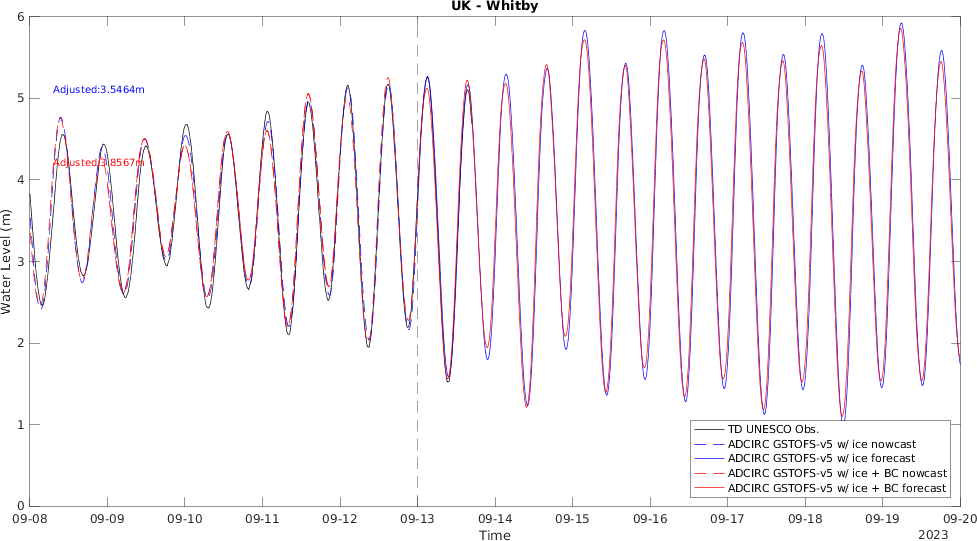 UK - Whitby
6
5
4
3
2
1
0
Water Level (m)
Adjusted:3.5464m
Adjusted:3.8567m
TD UNESCO Obs.
ADCIRC GSTOFS-v5 w/ ice nowcast
ADCIRC GSTOFS-v5 w/ ice forecast
ADCIRC GSTOFS-v5 w/ ice + BC nowcast
ADCIRC GSTOFS-v5 w/ ice + BC forecast
09-08 09-09 09-10 09-11 09-12 09-13 09-14 09-15 09-16 09-17 09-18 09-19 09-20
Time
2023